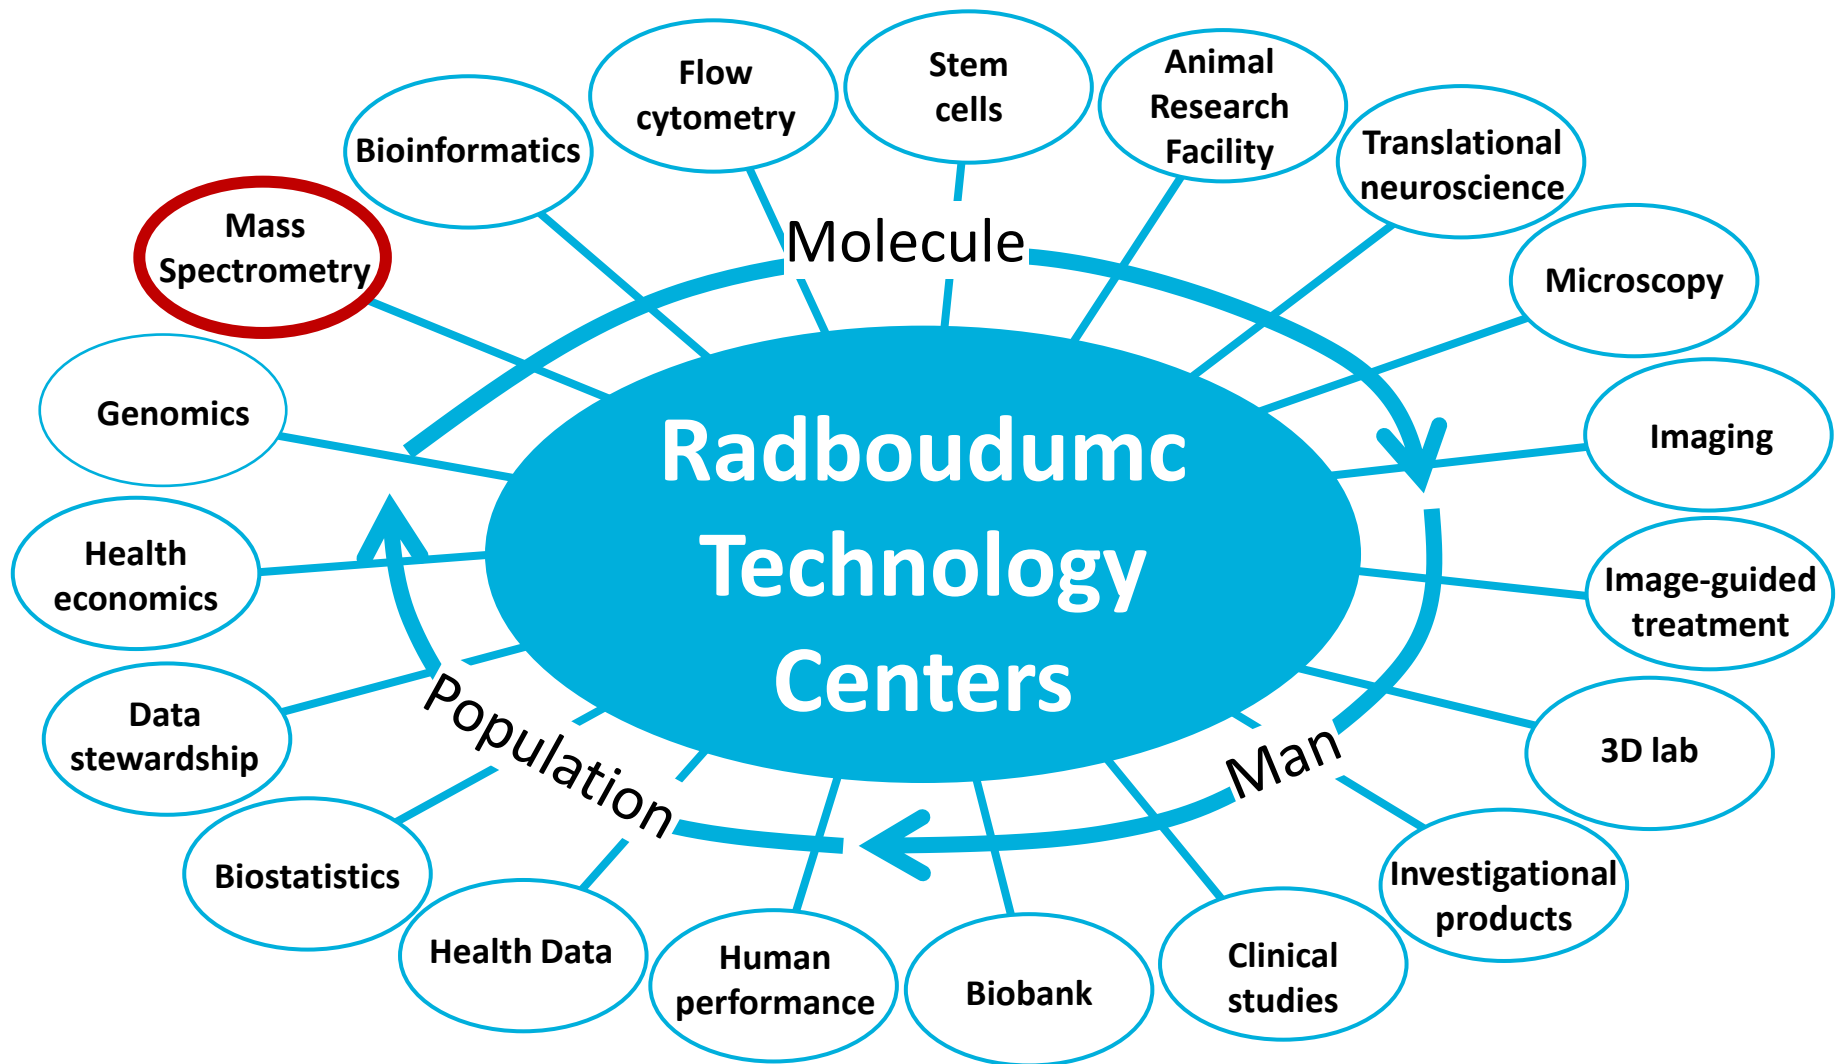 Flow
cytometry
Stem
cells
Animal
Research
Facility
Bioinformatics
Translational
neuroscience
Mass
Spectrometry
Molecule
Microscopy
Genomics
Imaging
Radboudumc
Technology
Centers
Health
economics
Image-guided
treatment
Data
stewardship
Population
Man
3D lab
Biostatistics
Investigational
products
Health Data
Human
performance
Biobank
Clinical
studies